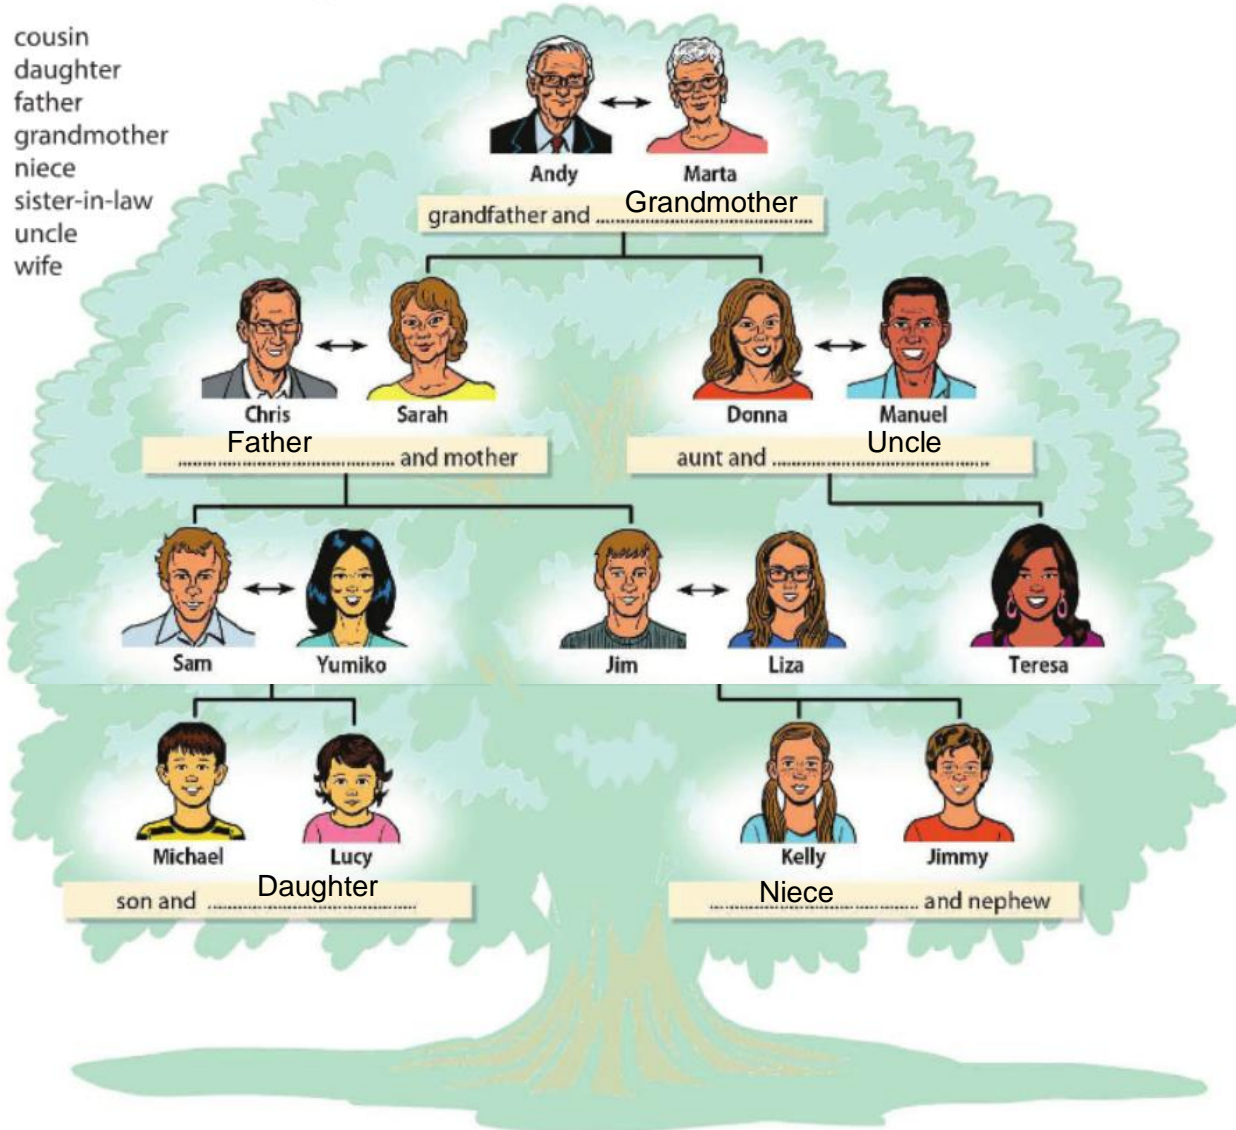 cousin
daughter
father
grandmother
niece
sister-in-law
uncle
wife
Andy Marta
grandfather and Grandmother
Chris Sarah Donna Manuel
Father and mother aunt and Uncle
Sam Yumiko Jim Liza Teresa
Michael Lucy Kelly Jimmy
son and Daughter Niece and nephew